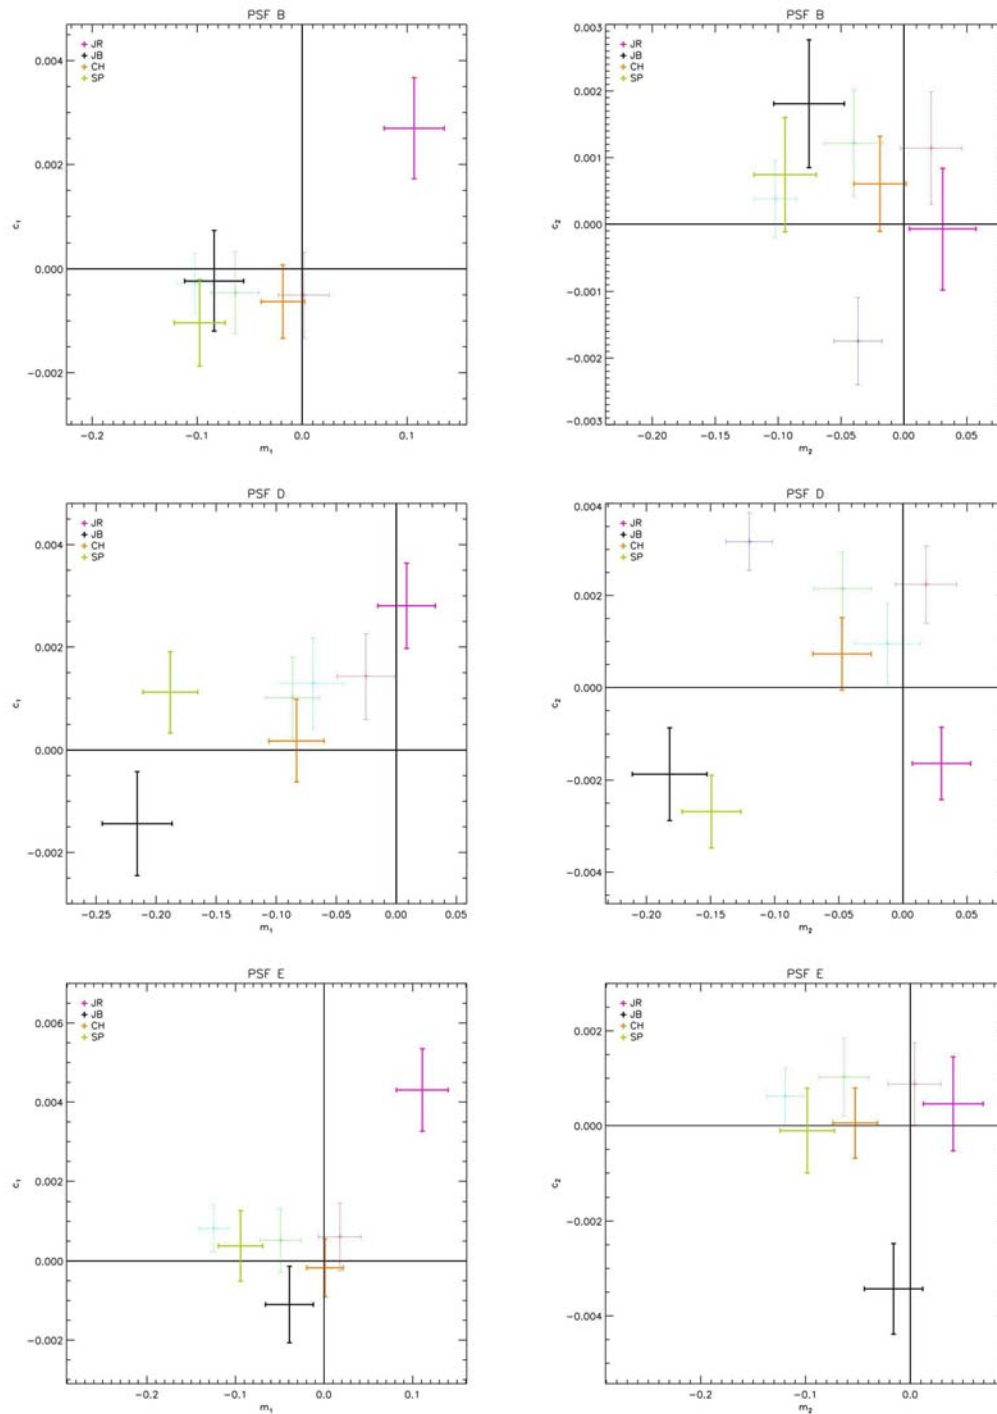 PSF B
JR
JB
CH
SP
0.004
0.002
0.000
−0.002
c₁
−0.2
−0.1
0.0
0.1
m₁
PSF B
JR
JB
CH
SP
0.003
0.002
0.001
0.000
−0.001
−0.002
−0.003
c₂
−0.20
−0.15
−0.10
−0.05
0.00
0.05
m₂
PSF D
JR
JB
CH
SP
0.004
0.002
0.000
−0.002
c₁
−0.25
−0.20
−0.15
−0.10
−0.05
0.00
0.05
m₁
PSF D
JR
JB
CH
SP
0.004
0.002
0.000
−0.002
−0.004
c₂
−0.20
−0.15
−0.10
−0.05
0.00
0.05
m₂
PSF E
JR
JB
CH
SP
0.006
0.004
0.002
0.000
−0.002
c₁
−0.2
−0.1
0.0
0.1
m₁
PSF E
JR
JB
CH
SP
0.002
0.000
−0.002
−0.004
c₂
−0.2
−0.1
0.0
m₂